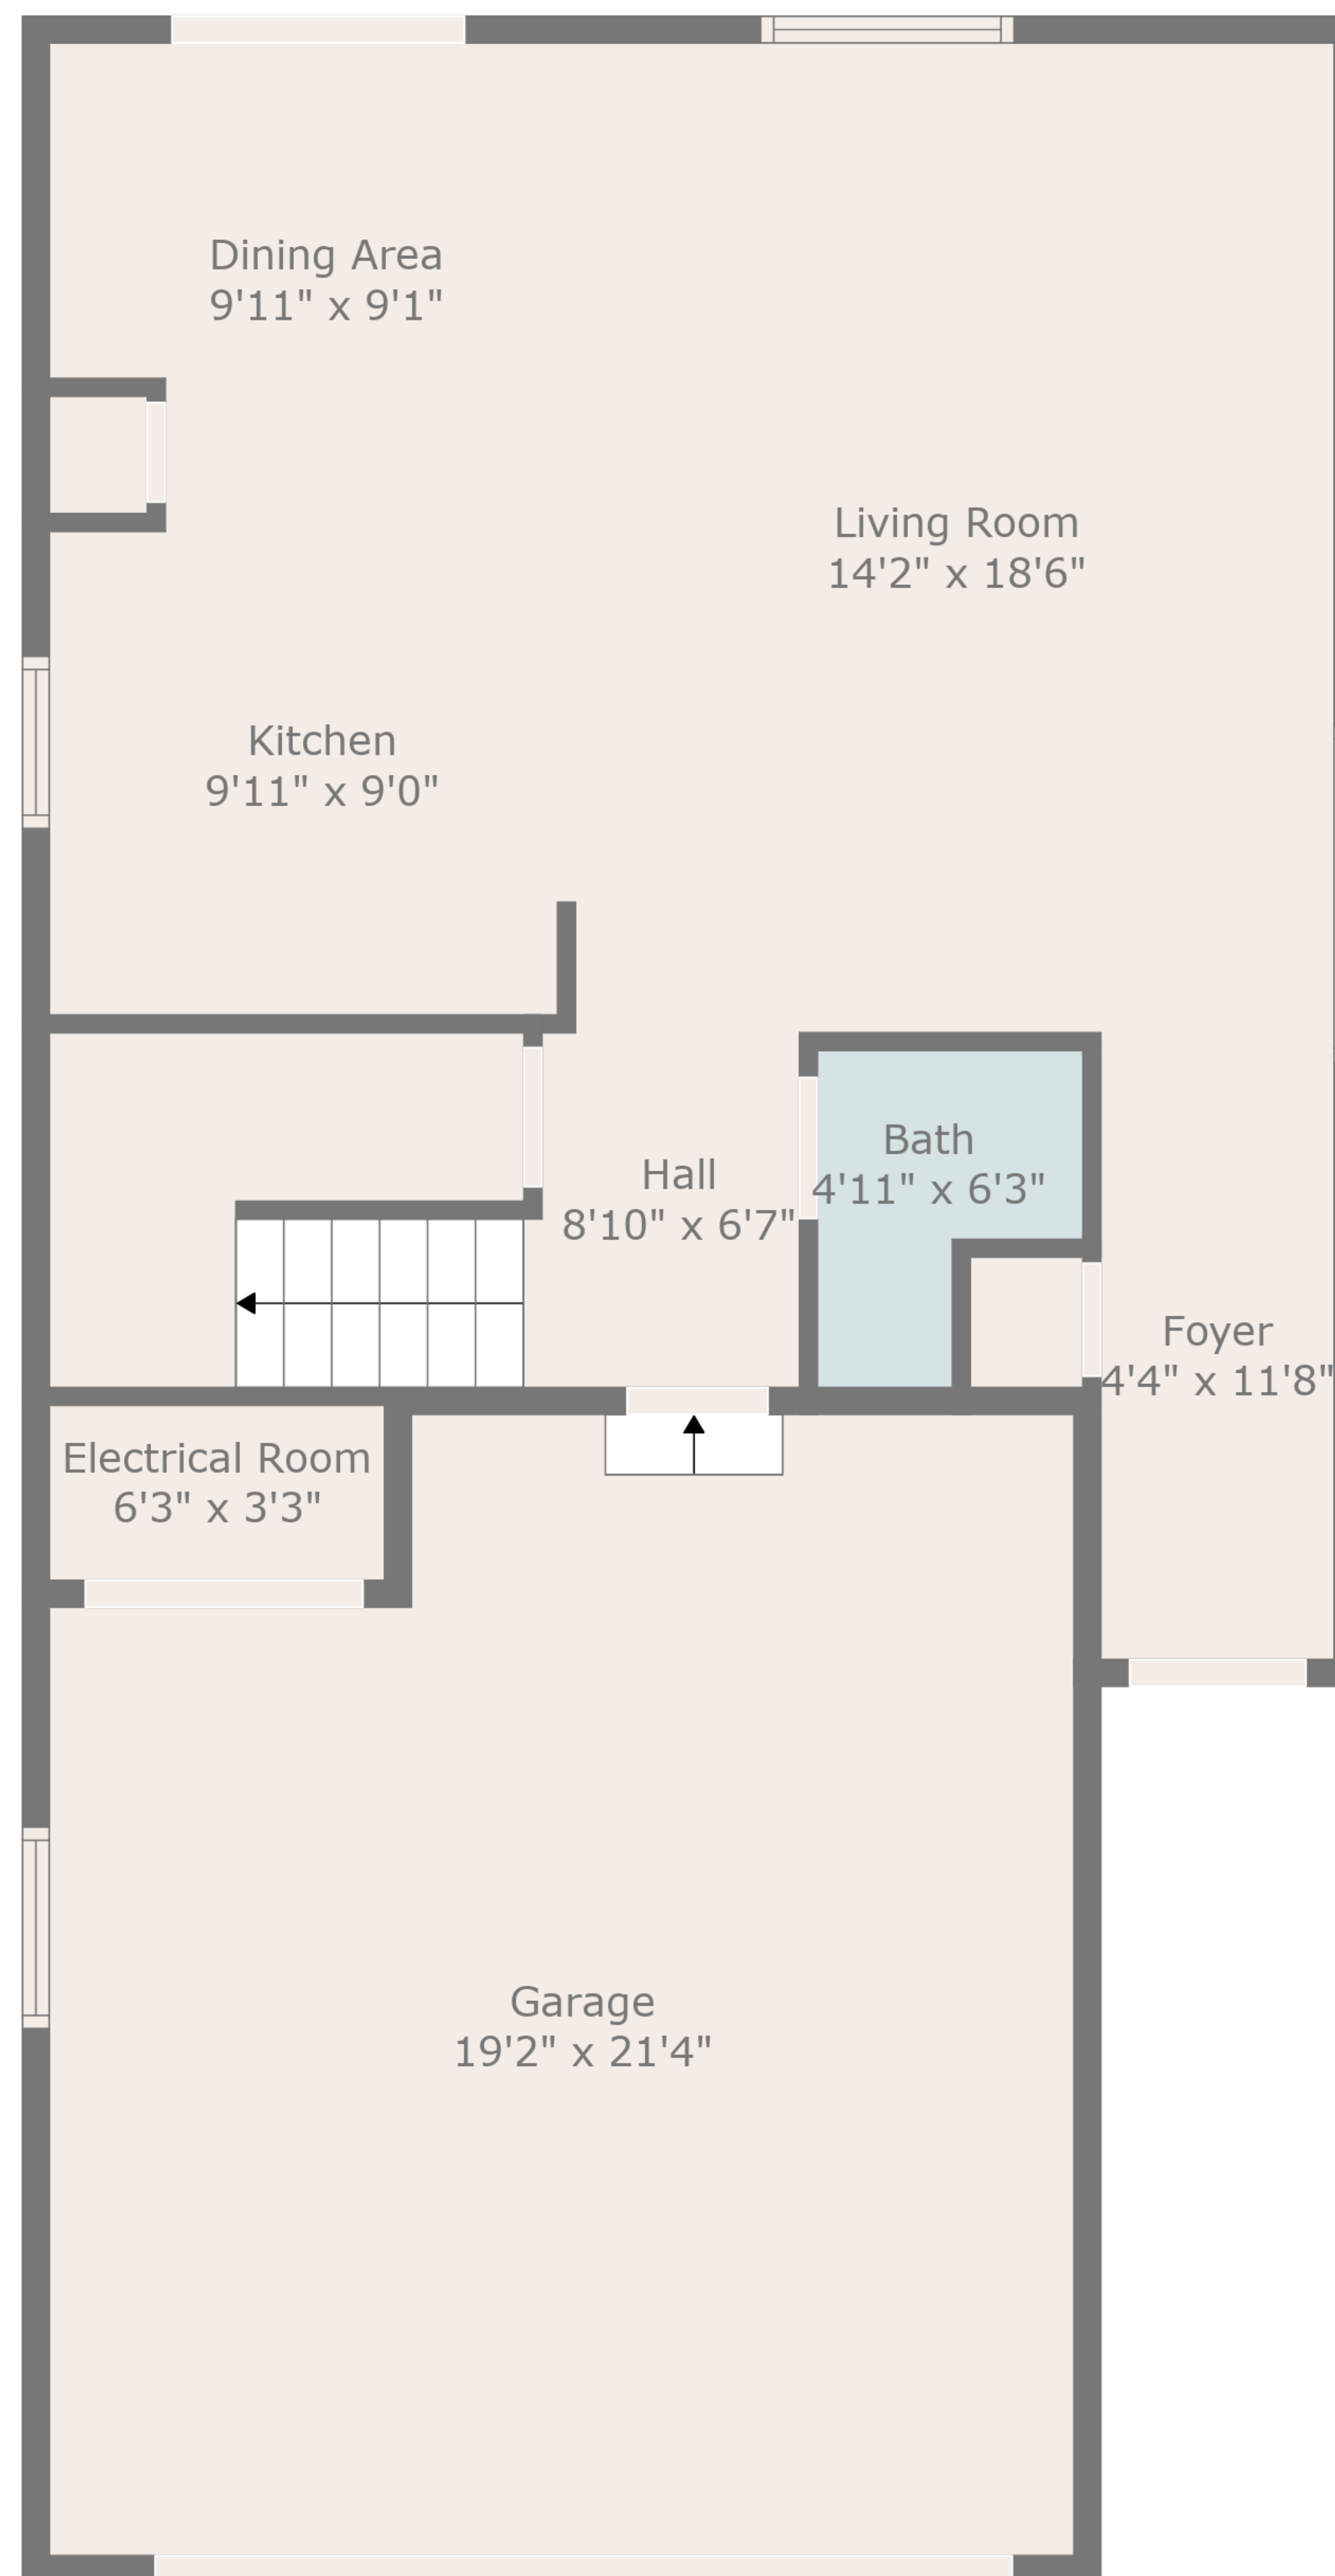 Dining Area
9'11" x 9'1"
Living Room
14'2" x 18'6"
Kitchen
9'11" x 9'0"
Bath
4'11" x 6'3"
Hall
8'10" x 6'7"
Foyer
4'4" x 11'8"
Electrical Room
6'3" x 3'3"
Garage
19'2" x 21'4"